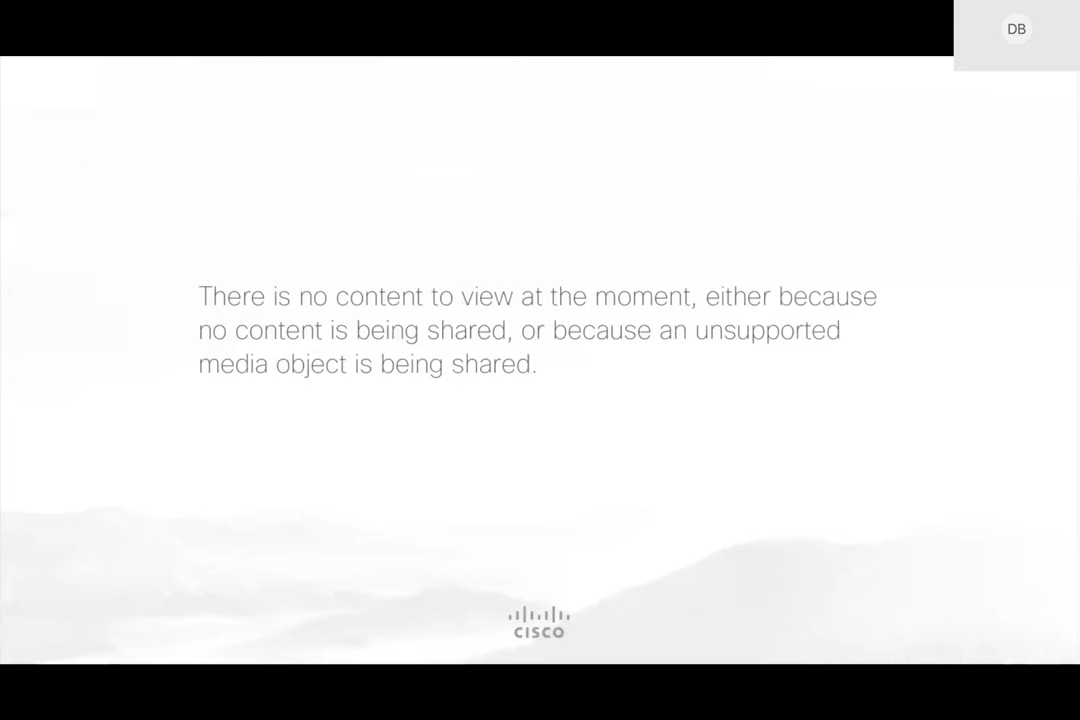 DB
There is no content to view at the moment, either because
no content is being shared, or because an unsupported
media object is being shared.
CISCO